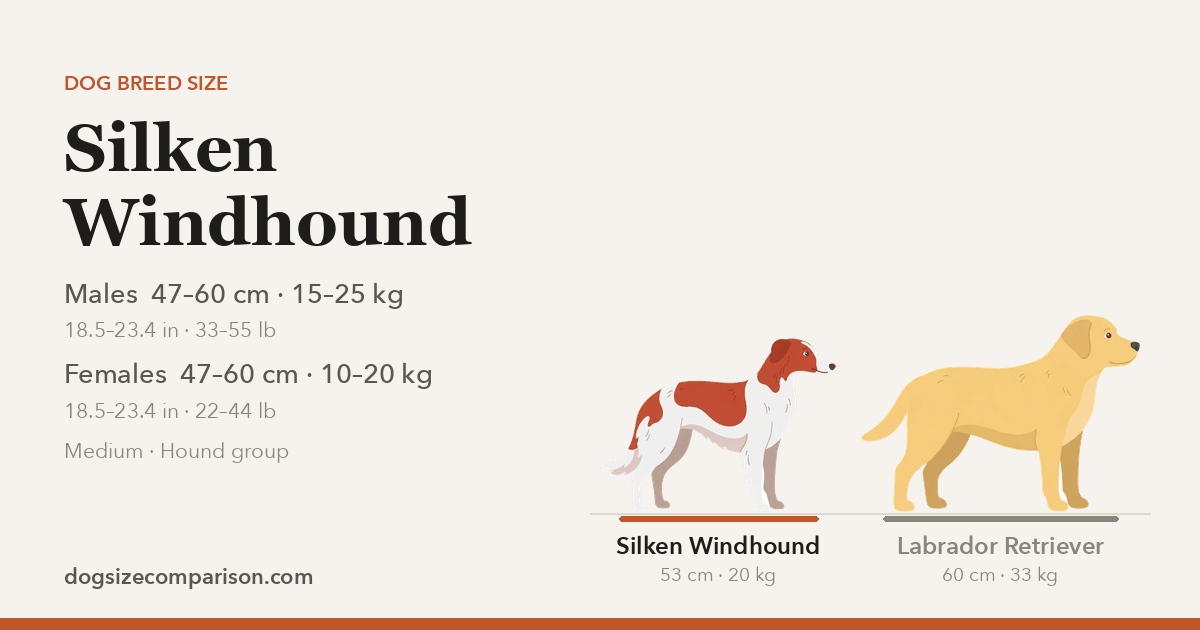 DOG BREED SIZE
Silken
Windhound
Males 47–60 cm · 15–25 kg
18.5–23.4 in · 33–55 lb
Females 47–60 cm · 10–20 kg
18.5–23.4 in · 22–44 lb
Medium · Hound group
dogsizecomparison.com
Silken Windhound
53 cm · 20 kg
Labrador Retriever
60 cm · 33 kg